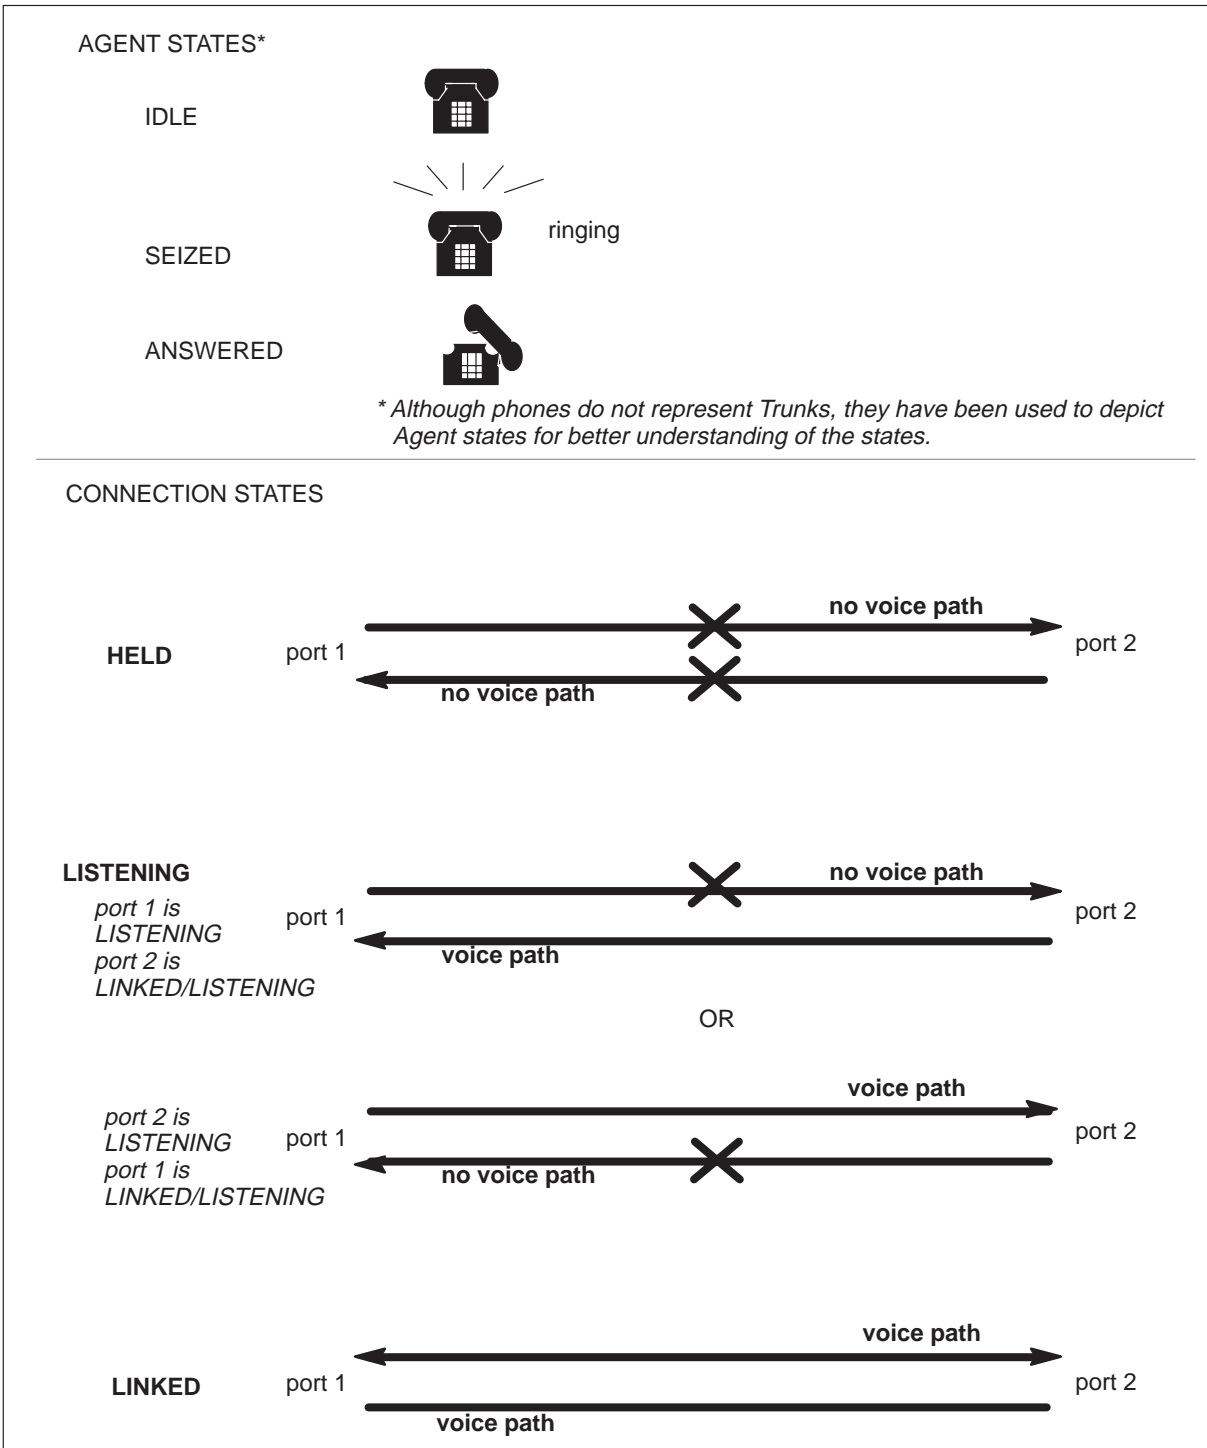 AGENT STATES*
IDLE
ringing
SEIZED
ANSWERED
* Although phones do not represent Trunks, they have been used to depict
Agent states for better understanding of the states.
CONNECTION STATES
no voice path
HELD
port 1
port 2
no voice path
LISTENING
no voice path
port 1 is
LISTENING
port 2 is
LINKED/LISTENING
port 1
port 2
voice path
OR
voice path
port 2 is
LISTENING
port 1 is
LINKED/LISTENING
port 1
port 2
no voice path
voice path
LINKED
port 1
port 2
voice path